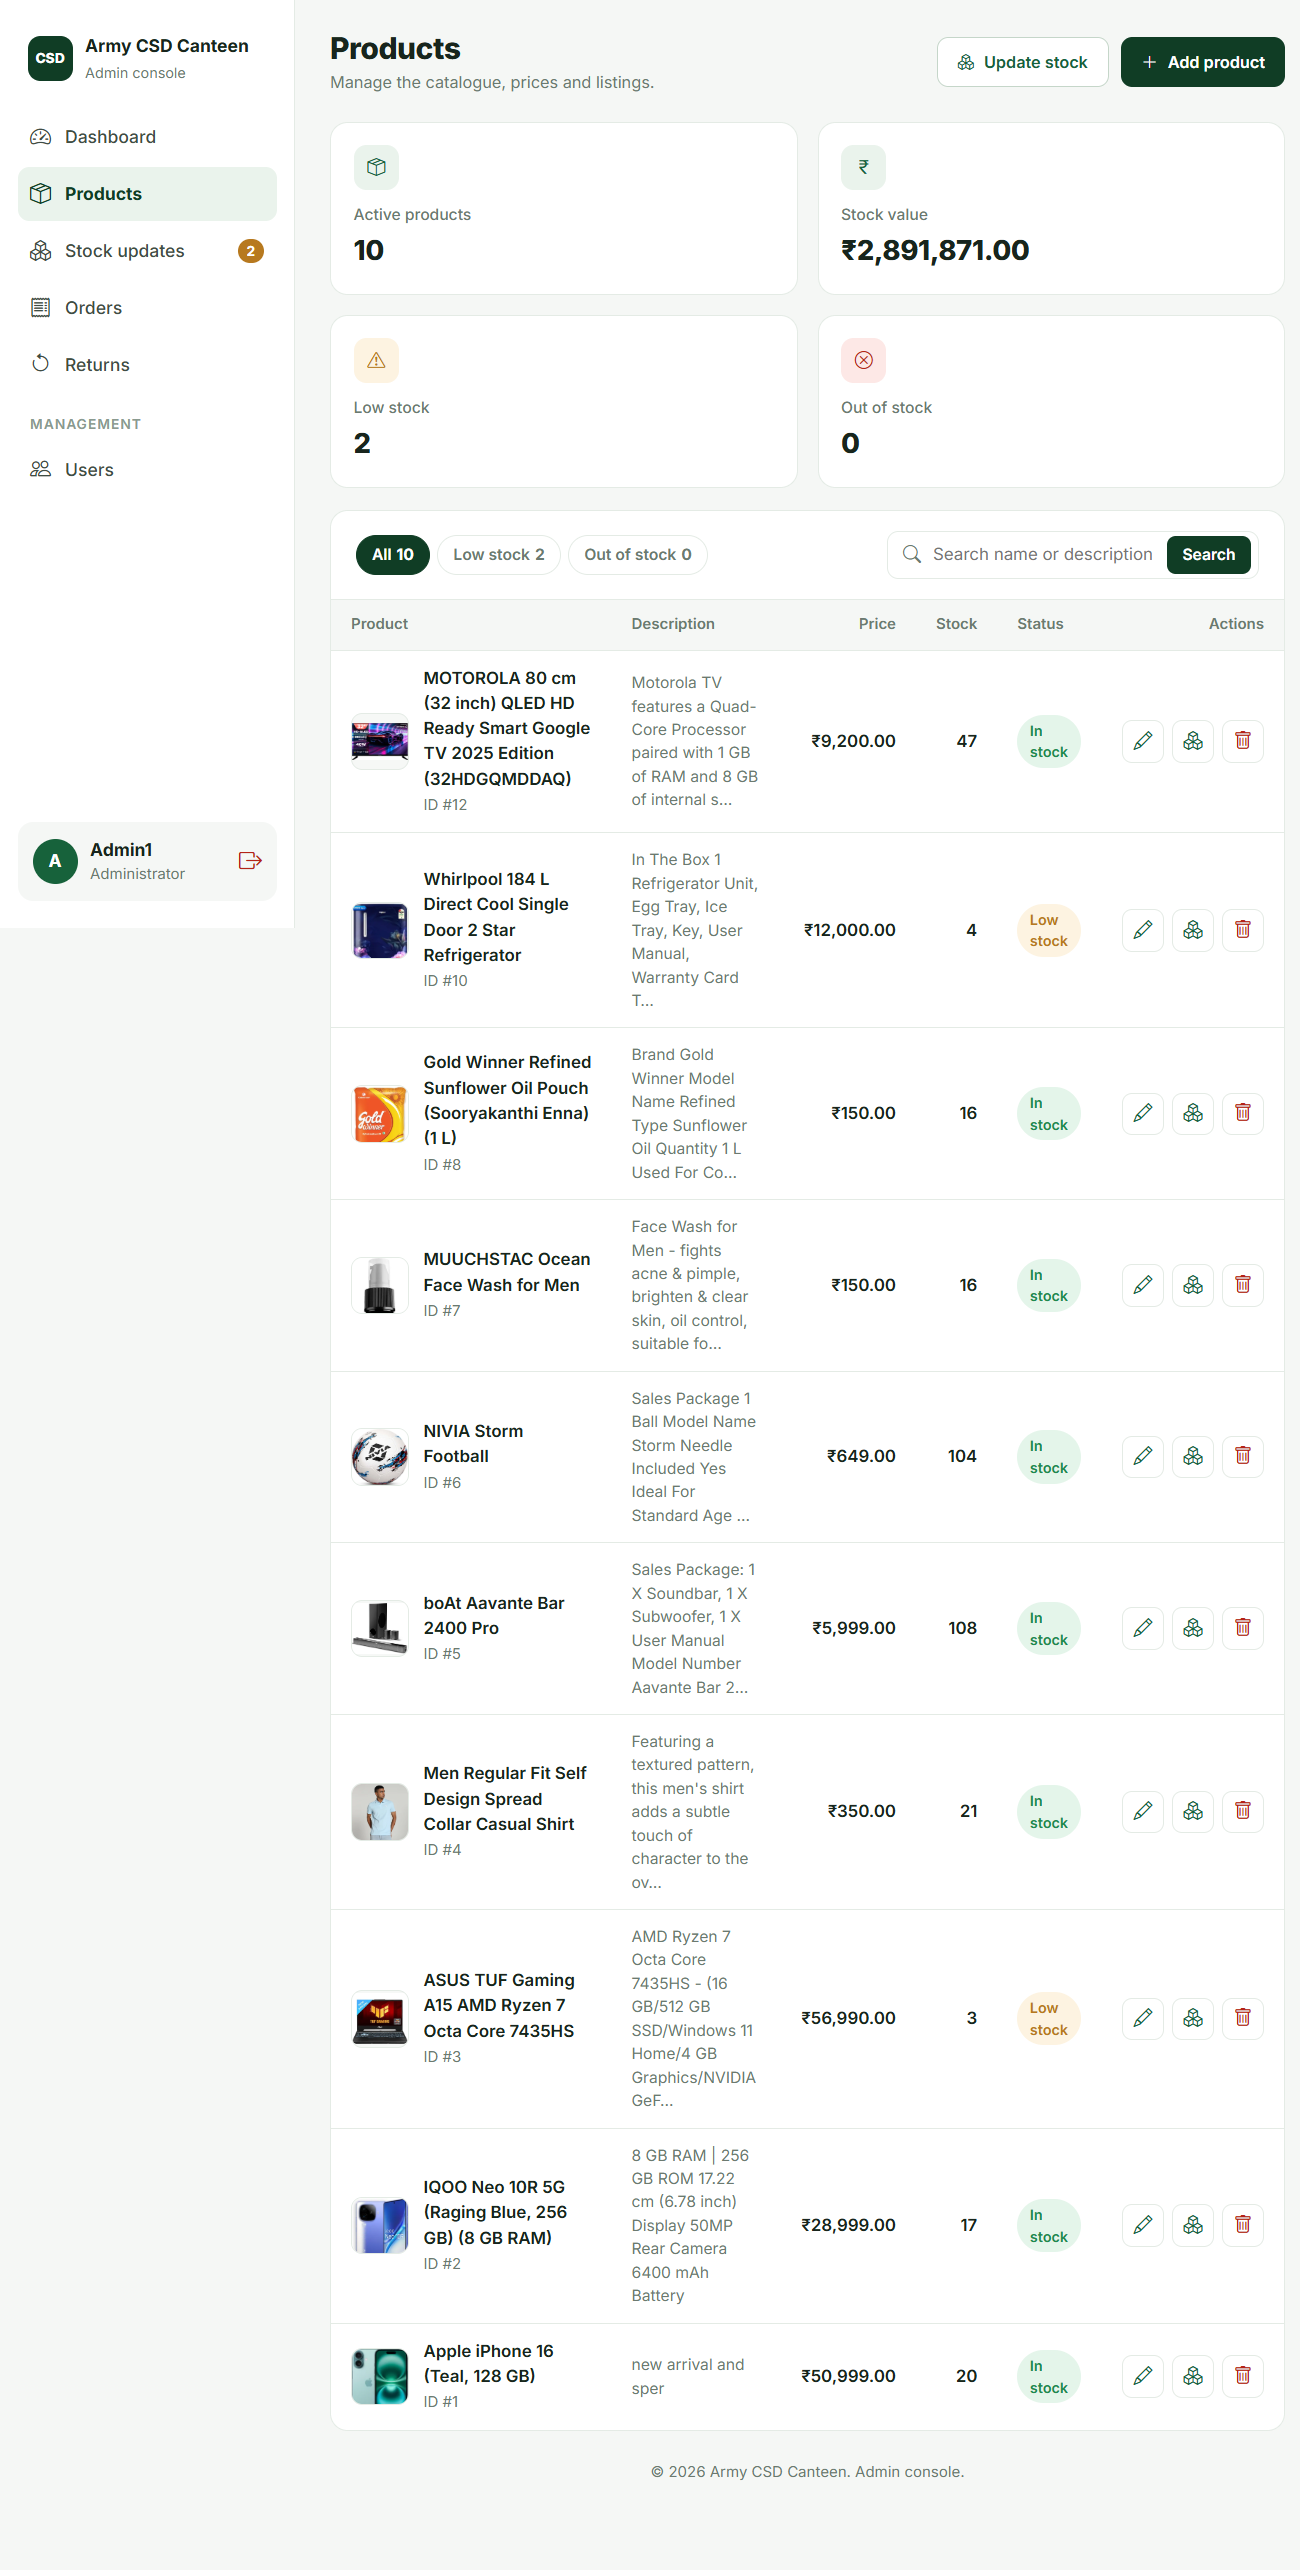 CSD
Army CSD Canteen
Admin console
Dashboard
Products
Stock updates 2
Orders
Returns
MANAGEMENT
Users
A
Admin1
Administrator
Products
Manage the catalogue, prices and listings.
Update stock
+ Add product
Active products
10
₹
Stock value
₹2,891,871.00
Low stock
2
Out of stock
0
All 10
Low stock 2
Out of stock 0
Search name or description
Search
Product Description Price Stock Status Actions
MOTOROLA 80 cm
(32 inch) QLED HD
Ready Smart Google
TV 2025 Edition
(32HDGQMDDAQ)
ID #12
Motorola TV
features a Quad-
Core Processor
paired with 1 GB
of RAM and 8 GB
of internal s...
₹9,200.00
47
In
stock
Whirlpool 184 L
Direct Cool Single
Door 2 Star
Refrigerator
ID #10
In The Box 1
Refrigerator Unit,
Egg Tray, Ice
Tray, Key, User
Manual,
Warranty Card
T...
₹12,000.00
4
Low
stock
Gold Winner Refined
Sunflower Oil Pouch
(Sooryakanthi Enna)
(1 L)
ID #8
Brand Gold
Winner Model
Name Refined
Type Sunflower
Oil Quantity 1 L
Used For Co...
₹150.00
16
In
stock
MUUCHSTAC Ocean
Face Wash for Men
ID #7
Face Wash for
Men - fights
acne & pimple,
brighten & clear
skin, oil control,
suitable fo...
₹150.00
16
In
stock
NIVIA Storm
Football
ID #6
Sales Package 1
Ball Model Name
Storm Needle
Included Yes
Ideal For
Standard Age ...
₹649.00
104
In
stock
boAt Aavante Bar
2400 Pro
ID #5
Sales Package: 1
X Soundbar, 1 X
Subwoofer, 1 X
User Manual
Model Number
Aavante Bar 2...
₹5,999.00
108
In
stock
Men Regular Fit Self
Design Spread
Collar Casual Shirt
ID #4
Featuring a
textured pattern,
this men's shirt
adds a subtle
touch of
character to the
ov...
₹350.00
21
In
stock
ASUS TUF Gaming
A15 AMD Ryzen 7
Octa Core 7435HS
ID #3
AMD Ryzen 7
Octa Core
7435HS - (16
GB/512 GB
SSD/Windows 11
Home/4 GB
Graphics/NVIDIA
GeF...
₹56,990.00
3
Low
stock
IQOO Neo 10R 5G
(Raging Blue, 256
GB) (8 GB RAM)
ID #2
8 GB RAM | 256
GB ROM 17.22
cm (6.78 inch)
Display 50MP
Rear Camera
6400 mAh
Battery
₹28,999.00
17
In
stock
Apple iPhone 16
(Teal, 128 GB)
ID #1
new arrival and
sper
₹50,999.00
20
In
stock
© 2026 Army CSD Canteen. Admin console.